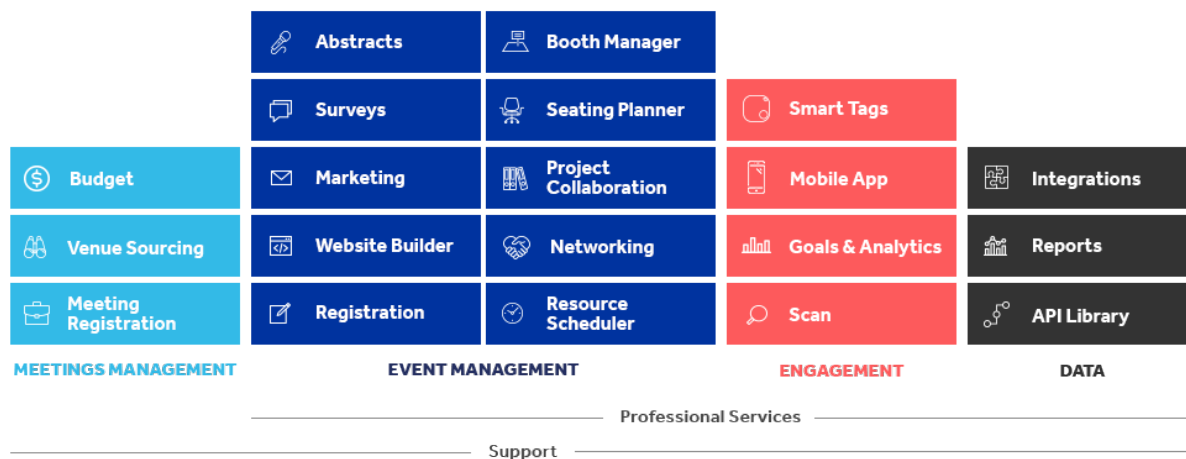 Abstracts
Booth Manager
Surveys
Seating Planner
Smart Tags
Budget
Marketing
Project
Collaboration
Mobile App
Integrations
Venue Sourcing
Website Builder
Networking
Goals & Analytics
Reports
Meeting
Registration
Registration
Resource
Scheduler
Scan
API Library
MEETINGS MANAGEMENT
EVENT MANAGEMENT
ENGAGEMENT
DATA
Professional Services
Support